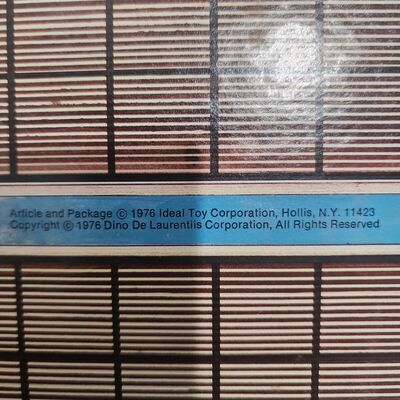 Article and Package © 1976 Ideal Toy Corporation, Hollis, N.Y. 11423
Copyright © 1976 Dino De Laurentiis Corporation, All Rights Reserved